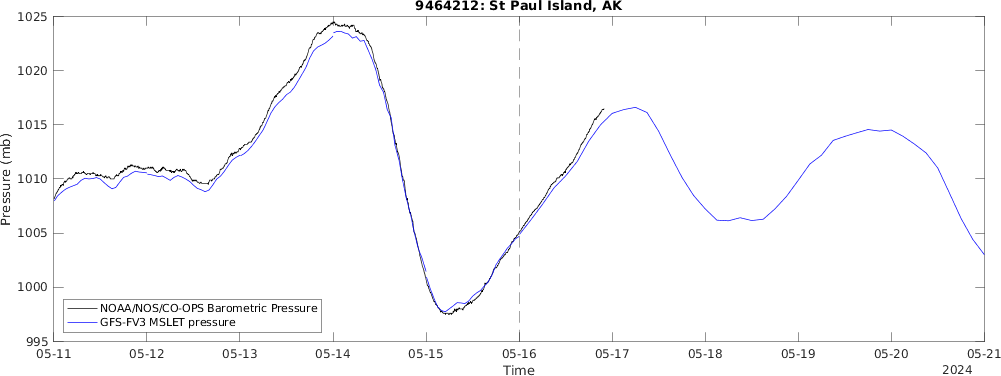 9464212: St Paul Island, AK
1025
1020
1015
1010
1005
1000
995
Pressure (mb)
NOAA/NOS/CO-OPS Barometric Pressure
GFS-FV3 MSLET pressure
05-11 05-12 05-13 05-14 05-15 05-16 05-17 05-18 05-19 05-20 05-21
Time
2024